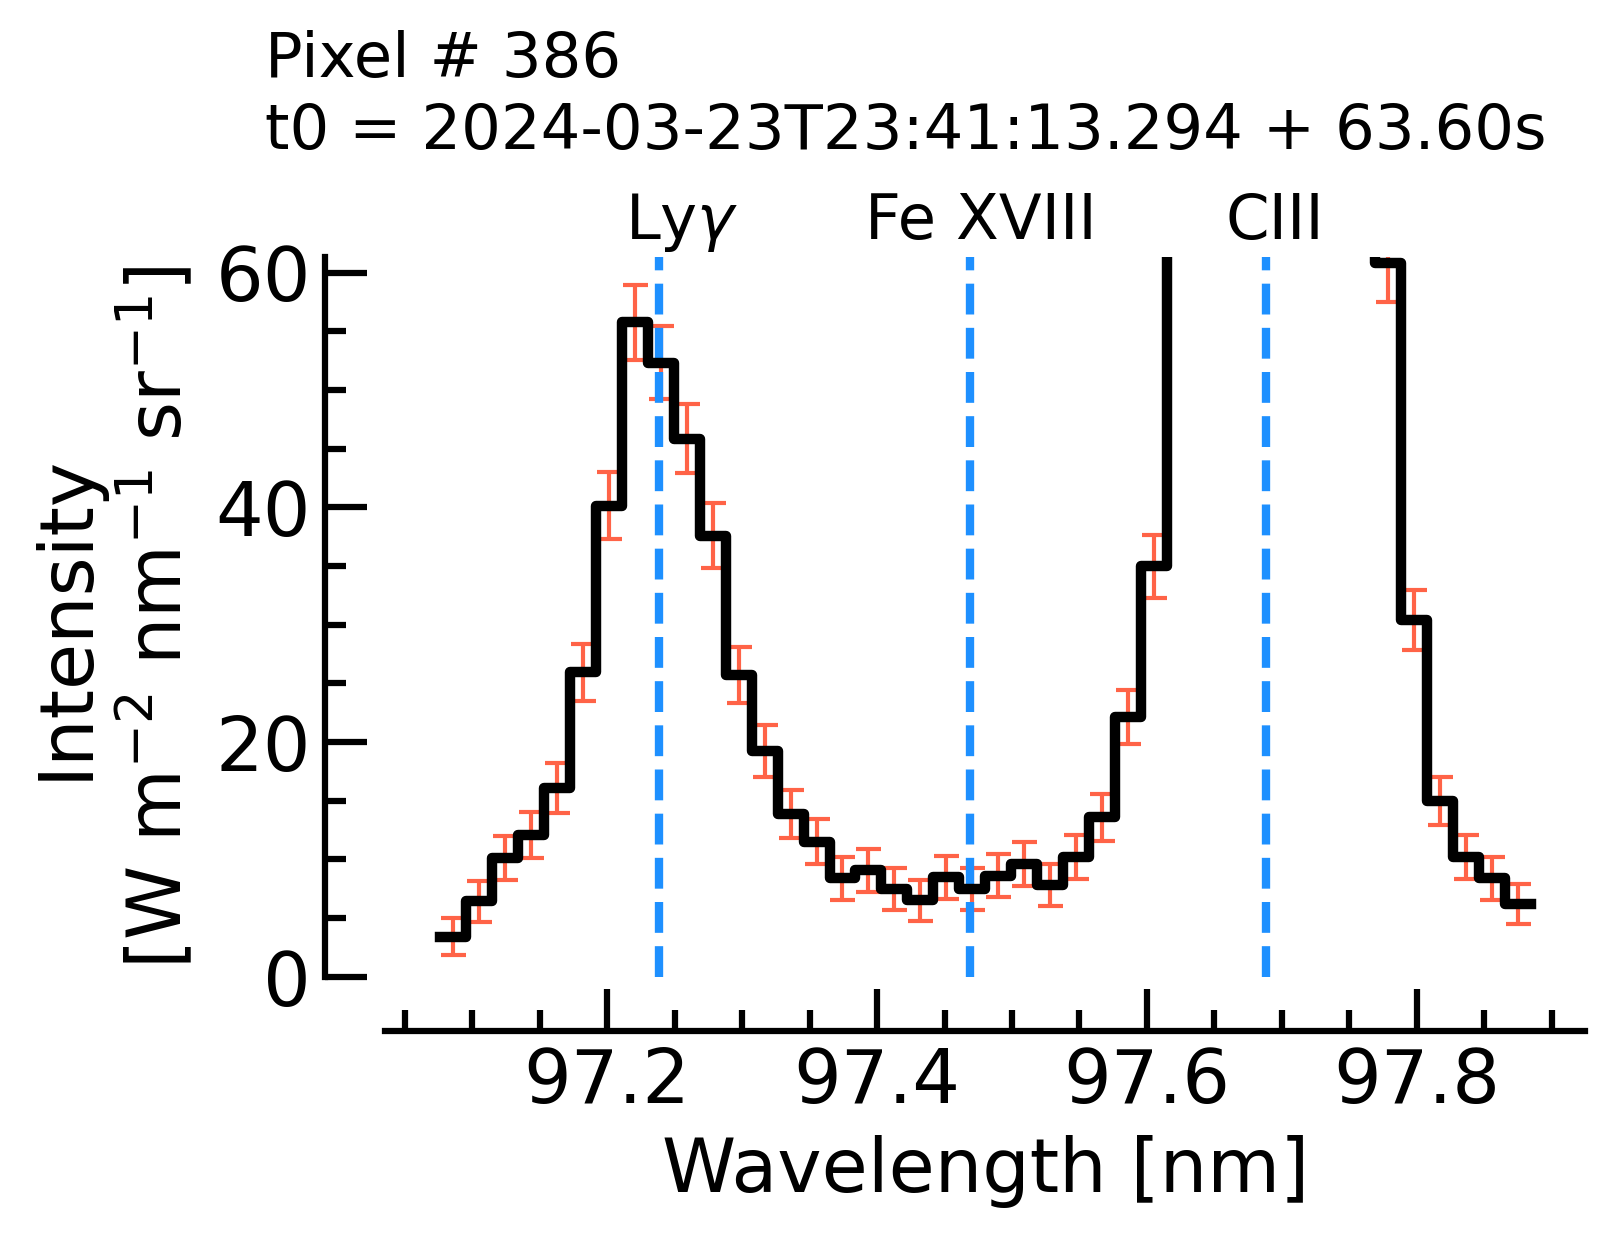 Pixel # 386
t0 = 2024-03-23T23:41:13.294 + 63.60s
Lyγ Fe XVIII CIII
Intensity
[W m⁻² nm⁻¹ sr⁻¹]
60
40
20
0
97.2 97.4 97.6 97.8
Wavelength [nm]